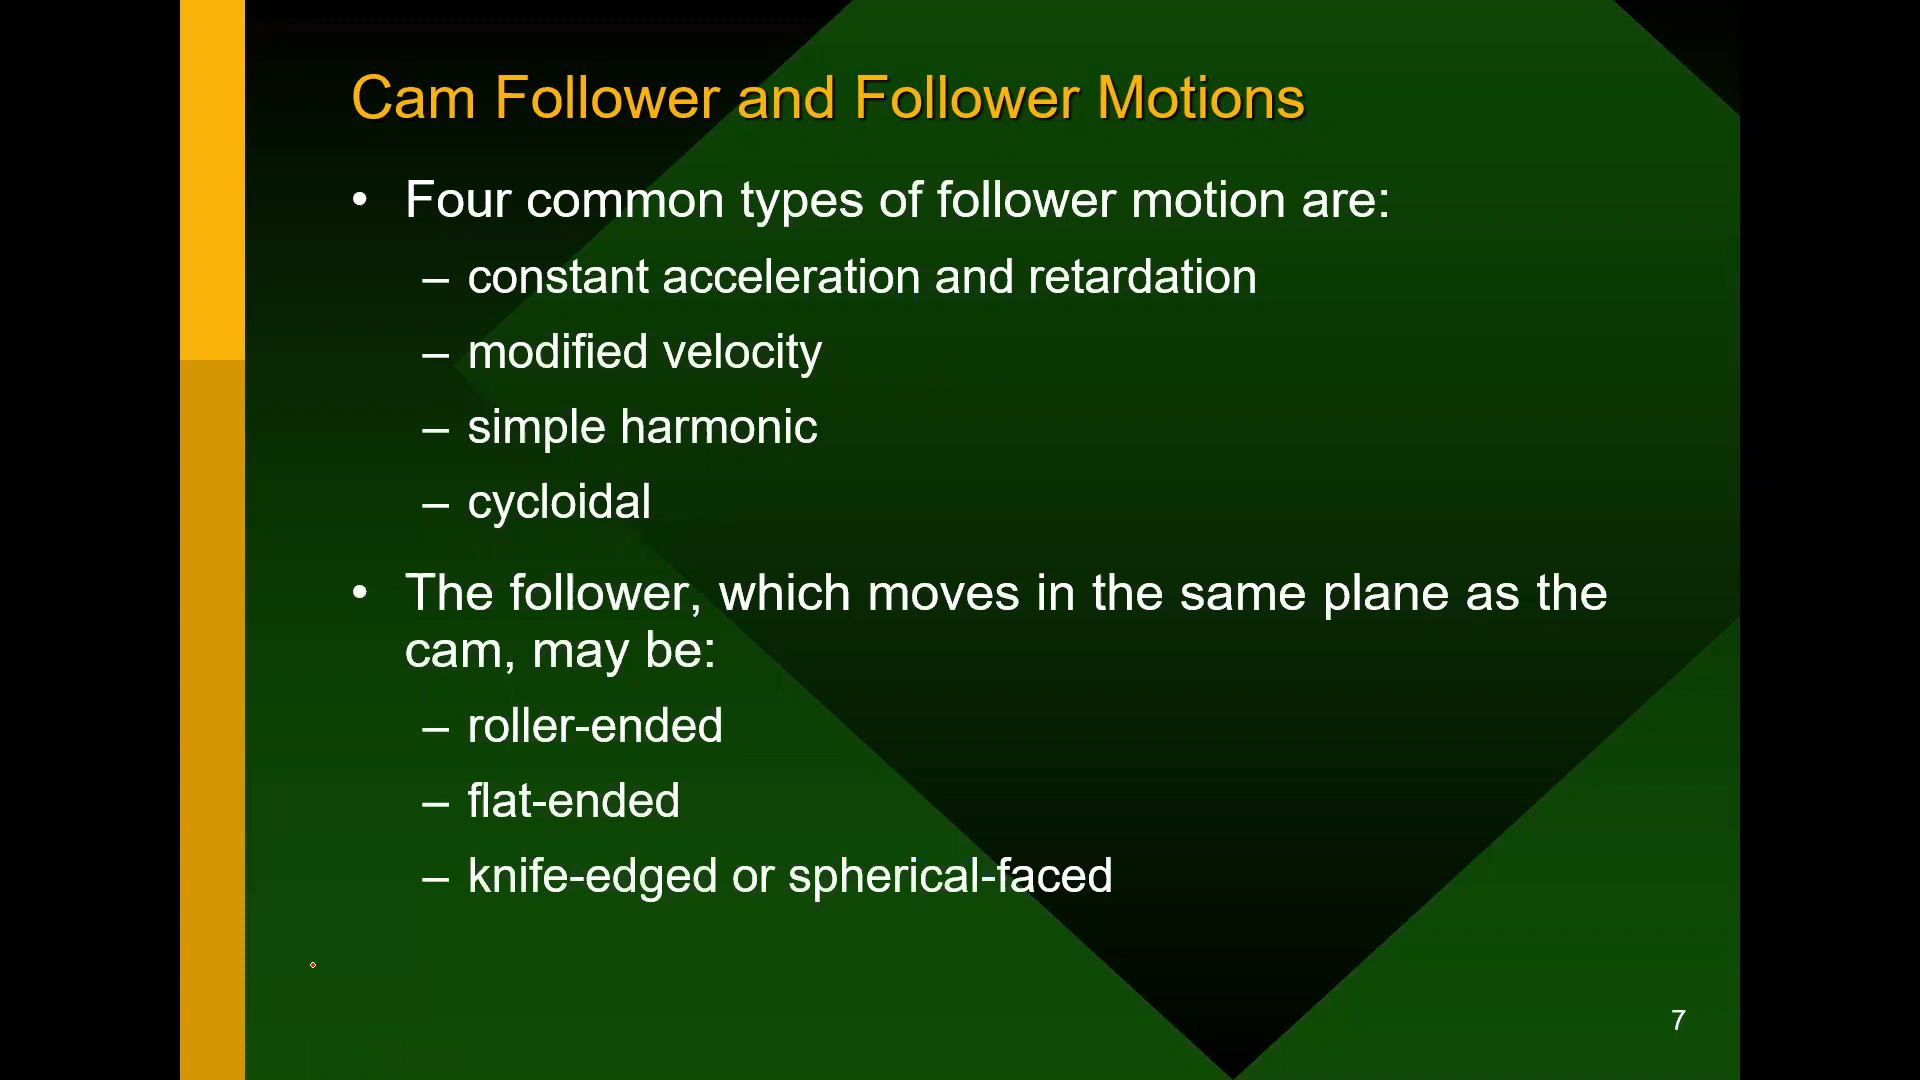 Cam Follower and Follower Motions
• Four common types of follower motion are:
– constant acceleration and retardation
– modified velocity
– simple harmonic
– cycloidal
• The follower, which moves in the same plane as the
cam, may be:
– roller-ended
– flat-ended
– knife-edged or spherical-faced
7